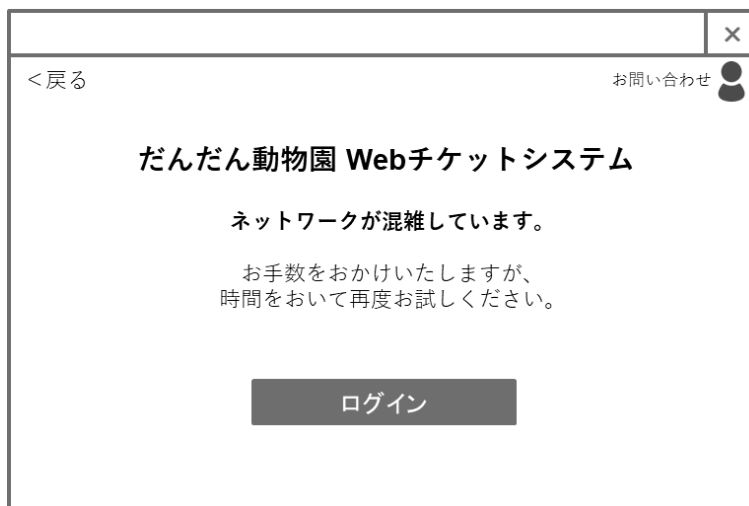 <戻る
お問い合わせ
だんだん動物園 Webチケットシステム
ネットワークが混雑しています。
お手数をおかけいたしますが、
時間をおいて再度お試しください。
ログイン